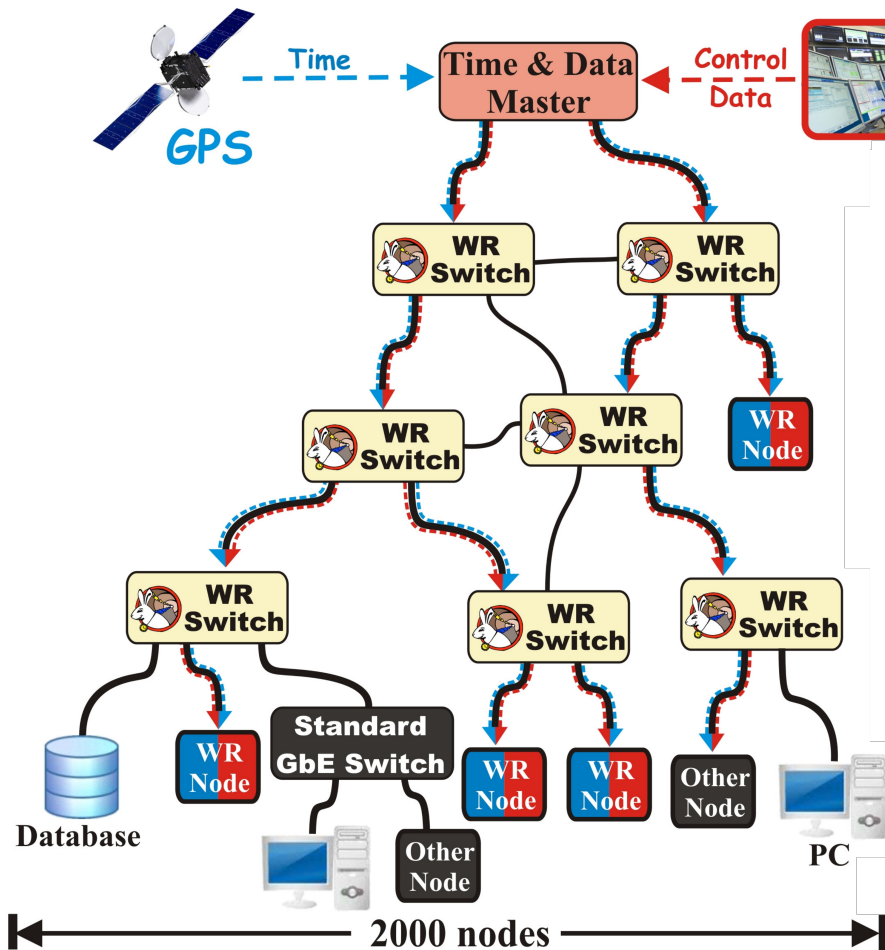 Time
GPS
Time & Data
Master
Control
Data
WR
Switch
WR
Switch
WR
Switch
WR
Switch
WR
Node
WR
Switch
WR
Switch
WR
Switch
Database
WR
Node
Standard
GbE Switch
Other
Node
WR
Node
WR
Node
Other
Node
PC
2000 nodes